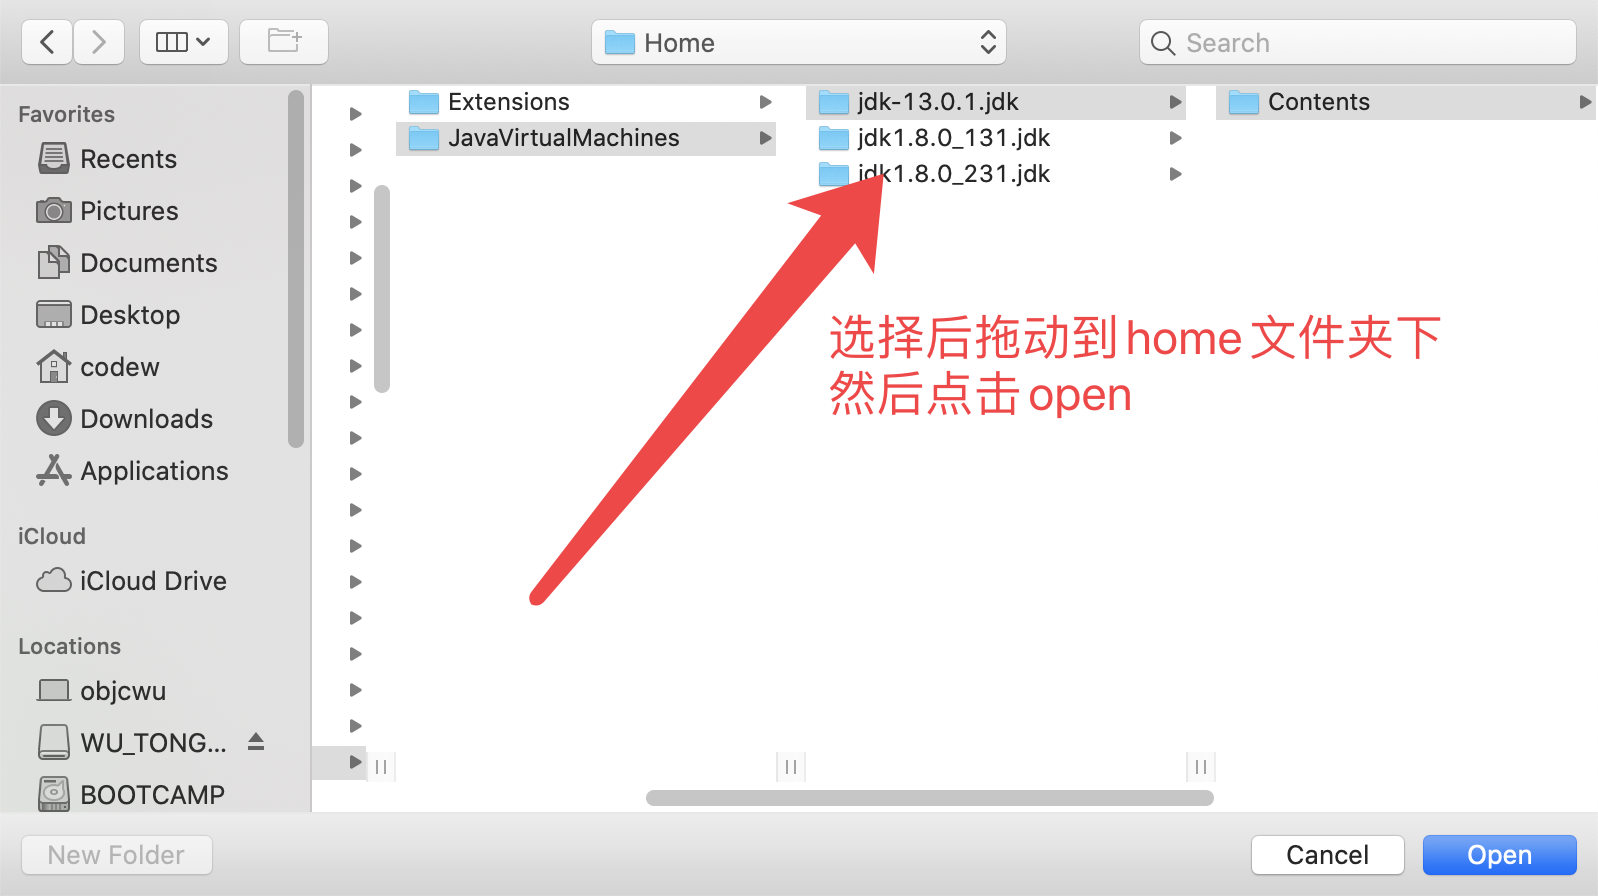 Home
Search
Favorites
Recents
Pictures
Documents
Desktop
codew
Downloads
Applications
iCloud
iCloud Drive
Locations
objcwu
WU_TONG...
BOOTCAMP
Extensions
JavaVirtualMachines
jdk-13.0.1.jdk
jdk1.8.0_131.jdk
jdk1.8.0_231.jdk
Contents
选择后拖动到home文件夹下
然后点击open
New Folder
Cancel
Open